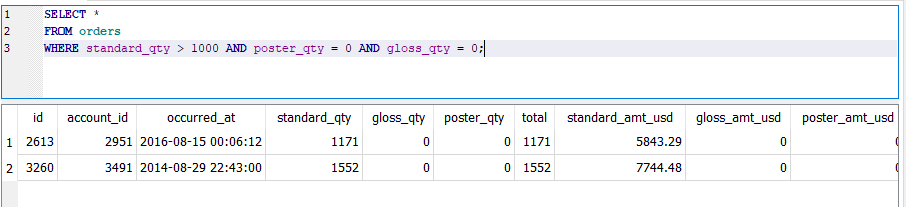 1 SELECT *
2 FROM orders
3 WHERE standard_qty > 1000 AND poster_qty = 0 AND gloss_qty = 0;
id account_id occurred_at standard_qty gloss_qty poster_qty total standard_amt_usd gloss_amt_usd poster_amt_usd
1 2613 2951 2016-08-15 00:06:12 1171 0 0 1171 5843.29 0 0
2 3260 3491 2014-08-29 22:43:00 1552 0 0 1552 7744.48 0 0